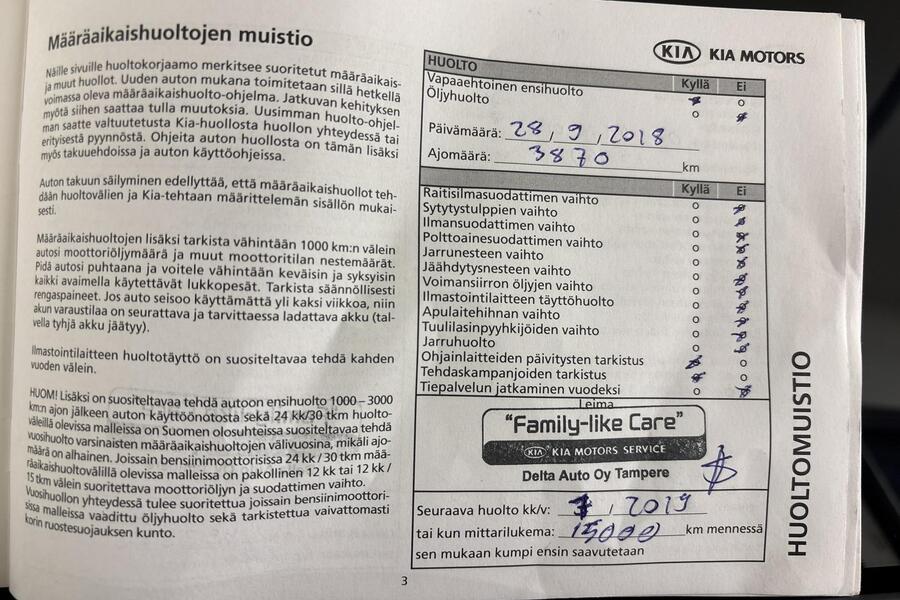 Määräaikaishuoltojen muistio
Näille sivuille huoltokorjaamo merkitsee suoritetut määräaikais-
ja muut huollot. Uuden auton mukana toimitetaan sillä hetkellä
voimassa oleva määräaikaishuolto-ohjelma. Jatkuvan kehityksen
myötä siihen saattaa tulla muutoksia. Uusimman huolto-ohjel-
man saatte valtuutetusta Kia-huollosta huollon yhteydessä tai
erityisestä pyynnöstä. Ohjeita auton huollosta on tämän lisäksi
myös takuuehdoissa ja auton käyttöohjeissa.
Auton takuun säilyminen edellyttää, että määräaikaishuollot teh-
dään huoltovälien ja Kia-tehtaan määrittelemän sisällön mukai-
sesti.
Määräaikaishuoltojen lisäksi tarkista vähintään 1000 km:n välein
autosi moottoriöljymäärä ja muut moottoritilan nestemäärät.
Pidä autosi puhtaana ja voitele vähintään keväisin ja syksyisin
kaikki avaimella käytettävät lukkopesät. Tarkista säännöllisesti
rengaspaineet. Jos auto seisoo käyttämättä yli kaksi viikkoa, niin
akun varaustilaa on seurattava ja tarvittaessa ladattava akku (tal-
vella tyhjä akku jäätyy).
Ilmastointilaitteen huoltotäyttö on suositeltavaa tehdä kahden
vuoden välein.
HUOM! Lisäksi on suositeltavaa tehdä autoon ensihuolto 1000 – 3000
km:n ajon jälkeen auton käyttöönotosta sekä 24 kk/30 tkm huolto-
väleillä olevissa malleissa on Suomen olosuhteissa suositeltavaa tehdä
vuosihuolto varsinaisten määräaikaishuoltojen välivuosina, mikäli ajo-
määrä on alhainen. Joissain bensiinimoottorisissa 24 kk / 30 tkm mää-
räaikaishuoltovälillä olevissa malleissa on pakollinen 12 kk tai 12 kk /
15 tkm välein suoritettava moottoriöljyn ja suodattimen vaihto.
Vuosihuollon yhteydessä tulee suoritettua joissain bensiinimoottori-
sissa malleissa vaadittu öljyhuolto sekä tarkistettua vaivattomasti
korin ruostesuojauksen kunto.
3
KIA KIA MOTORS
HUOLTO Kyllä Ei
Vapaaehtoinen ensihuolto
Öljyhuolto
Päivämäärä: 28, 9, 2018
Ajomäärä: 3870 km
Kyllä Ei
Raitisilmasuodattimen vaihto
Sytytystulppien vaihto
Ilmansuodattimen vaihto
Polttoainesuodattimen vaihto
Jarrunesteen vaihto
Jäähdytysnesteen vaihto
Voimansiirron öljyjen vaihto
Ilmastointilaitteen täyttöhuolto
Apulaitehihnan vaihto
Tuulilasinpyyhkijöiden vaihto
Jarruhuolto
Ohjainlaitteiden päivitysten tarkistus
Tehdaskampanjoiden tarkistus
Tiepalvelun jatkaminen vuodeksi
Leima
"Family-like Care"
KIA KIA MOTORS SERVICE
Delta Auto Oy Tampere
Seuraava huolto kk/v: , 2019
tai kun mittarilukema: 15000 km mennessä
sen mukaan kumpi ensin saavutetaan
HUOLTOMUISTIO